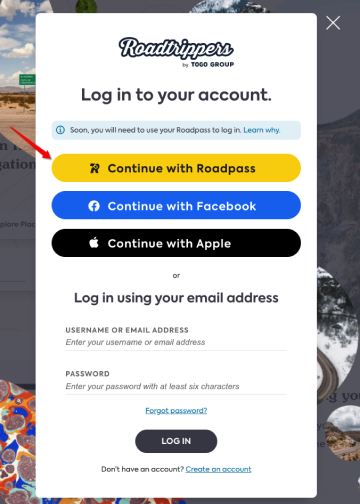 Roadtrippers
by TOGO GROUP
Log in to your account.
Soon, you will need to use your Roadpass to log in. Learn why.
Continue with Roadpass
Continue with Facebook
Continue with Apple
or
Log in using your email address
USERNAME OR EMAIL ADDRESS
Enter your username or email address
PASSWORD
Enter your password with at least six characters
Forgot password?
LOG IN
Don't have an account? Create an account